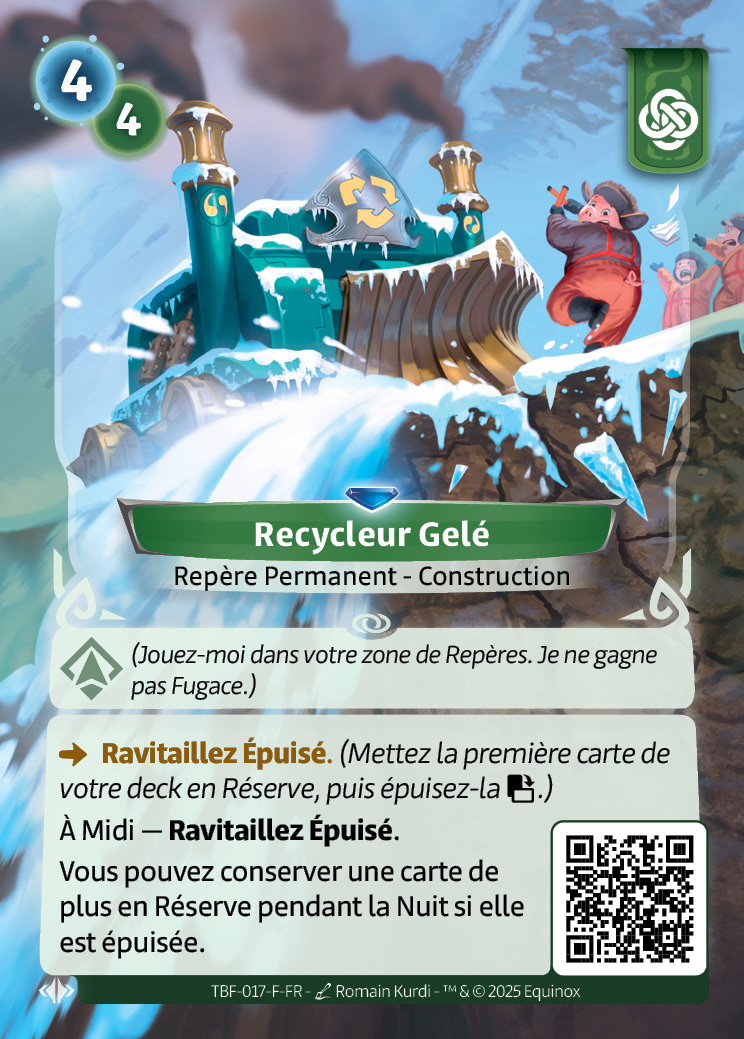 4
4
Recycleur Gelé
Repère Permanent - Construction
(Jouez-moi dans votre zone de Repères. Je ne gagne
pas Fugace.)
Ravitaillez Épuisé. (Mettez la première carte de
votre deck en Réserve, puis épuisez-la .)
À Midi — Ravitaillez Épuisé.
Vous pouvez conserver une carte de
plus en Réserve pendant la Nuit si elle
est épuisée.
TBF-017-F-FR - Romain Kurdi - ™ & © 2025 Equinox